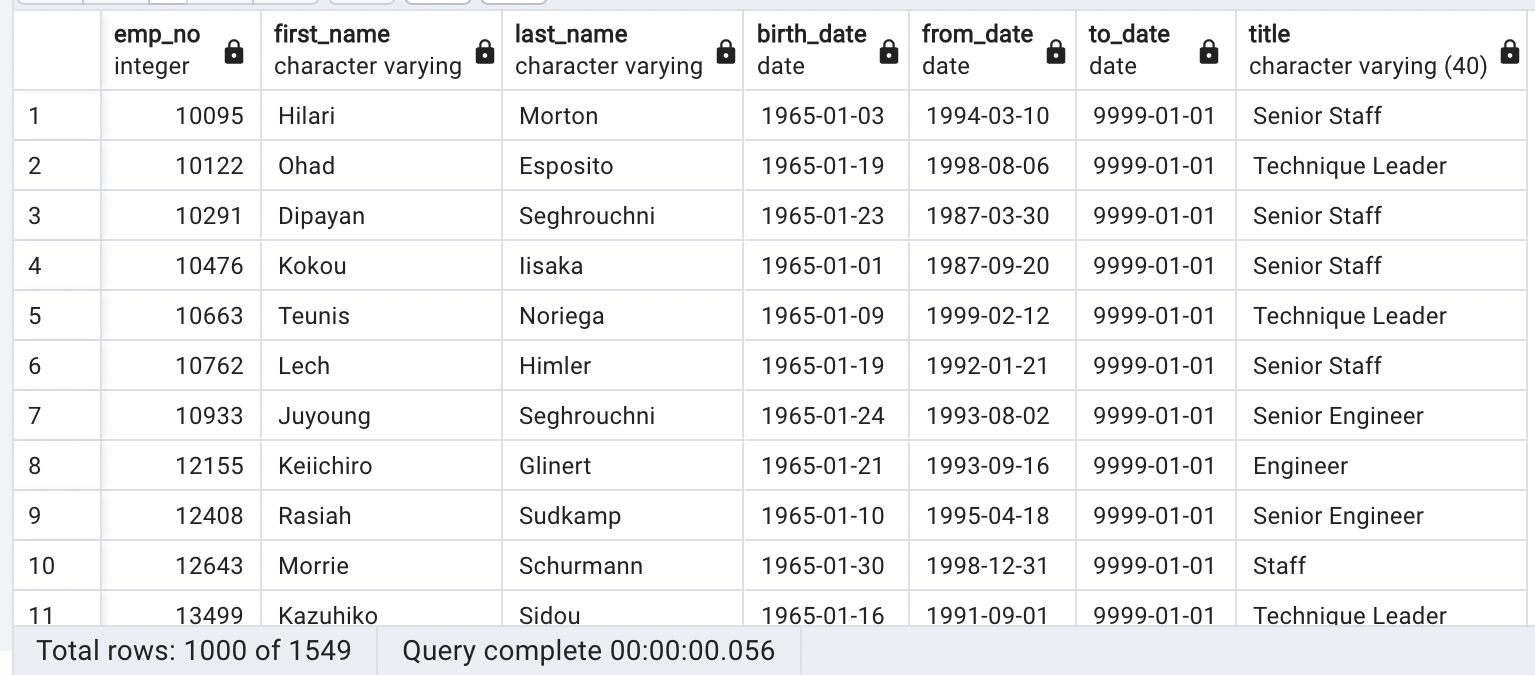 emp_no first_name last_name birth_date from_date to_date title
integer character varying character varying date date date character varying (40)
1 10095 Hilari Morton 1965-01-03 1994-03-10 9999-01-01 Senior Staff
2 10122 Ohad Esposito 1965-01-19 1998-08-06 9999-01-01 Technique Leader
3 10291 Dipayan Seghrouchni 1965-01-23 1987-03-30 9999-01-01 Senior Staff
4 10476 Kokou Iisaka 1965-01-01 1987-09-20 9999-01-01 Senior Staff
5 10663 Teunis Noriega 1965-01-09 1999-02-12 9999-01-01 Technique Leader
6 10762 Lech Himler 1965-01-19 1992-01-21 9999-01-01 Senior Staff
7 10933 Juyoung Seghrouchni 1965-01-24 1993-08-02 9999-01-01 Senior Engineer
8 12155 Keiichiro Glinert 1965-01-21 1993-09-16 9999-01-01 Engineer
9 12408 Rasiah Sudkamp 1965-01-10 1995-04-18 9999-01-01 Senior Engineer
10 12643 Morrie Schurmann 1965-01-30 1998-12-31 9999-01-01 Staff
11 13499 Kazuhiko Sidou 1965-01-16 1991-09-01 9999-01-01 Technique Leader
Total rows: 1000 of 1549 Query complete 00:00:00.056